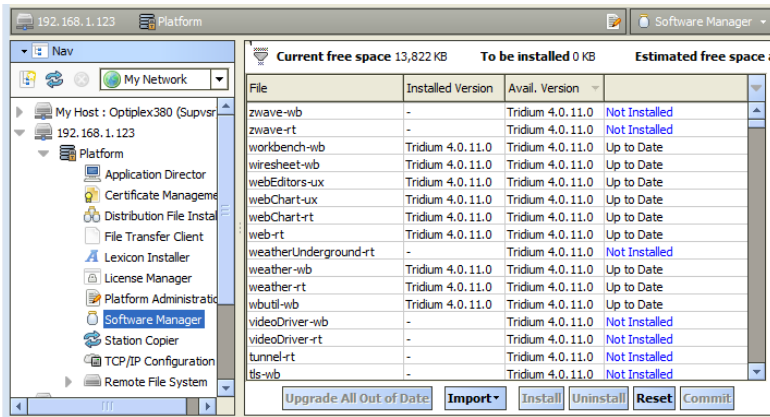 192.168.1.123 Platform Software Manager
Nav
Current free space 13,822 KB To be installed 0 KB Estimated free space
My Network
File Installed Version Avail. Version
My Host : Optiplex380 (Supvsr
192.168.1.123
Platform
Application Director
Certificate Manageme
Distribution File Instal
File Transfer Client
Lexicon Installer
License Manager
Platform Administratio
Software Manager
Station Copier
TCP/IP Configuration
Remote File System
zwave-wb - Tridium 4.0.11.0 Not Installed
zwave-rt - Tridium 4.0.11.0 Not Installed
workbench-wb Tridium 4.0.11.0 Tridium 4.0.11.0 Up to Date
wiresheet-wb Tridium 4.0.11.0 Tridium 4.0.11.0 Up to Date
webEditors-ux Tridium 4.0.11.0 Tridium 4.0.11.0 Up to Date
webChart-ux Tridium 4.0.11.0 Tridium 4.0.11.0 Up to Date
webChart-rt Tridium 4.0.11.0 Tridium 4.0.11.0 Up to Date
web-rt Tridium 4.0.11.0 Tridium 4.0.11.0 Up to Date
weatherUnderground-rt - Tridium 4.0.11.0 Not Installed
weather-wb Tridium 4.0.11.0 Tridium 4.0.11.0 Up to Date
weather-rt Tridium 4.0.11.0 Tridium 4.0.11.0 Up to Date
wbutil-wb Tridium 4.0.11.0 Tridium 4.0.11.0 Up to Date
videoDriver-wb - Tridium 4.0.11.0 Not Installed
videoDriver-rt - Tridium 4.0.11.0 Not Installed
tunnel-rt - Tridium 4.0.11.0 Not Installed
tls-wb - Tridium 4.0.11.0 Not Installed
Upgrade All Out of Date Import Install Uninstall Reset Commit